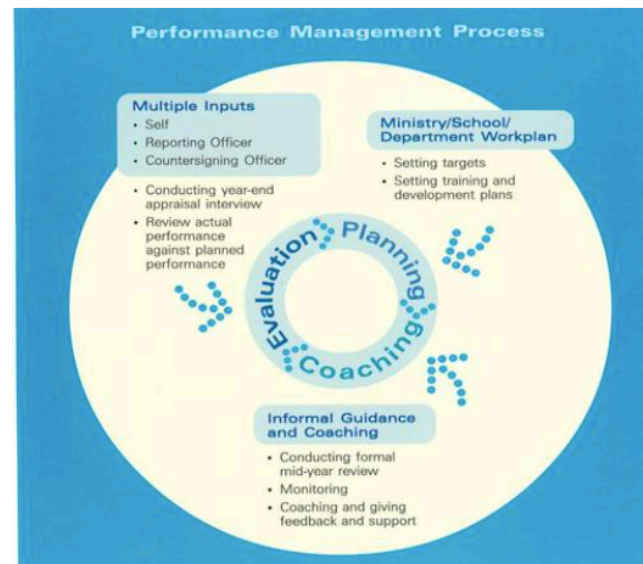 Performance Management Process
Multiple Inputs
• Self
• Reporting Officer
• Countersigning Officer
• Conducting year-end
appraisal interview
• Review actual
performance
against planned
performance
Ministry/School/
Department Workplan
• Setting targets
• Setting training and
development plans
Evaluation
Planning
Coaching
Informal Guidance
and Coaching
• Conducting formal
mid-year review
• Monitoring
• Coaching and giving
feedback and support